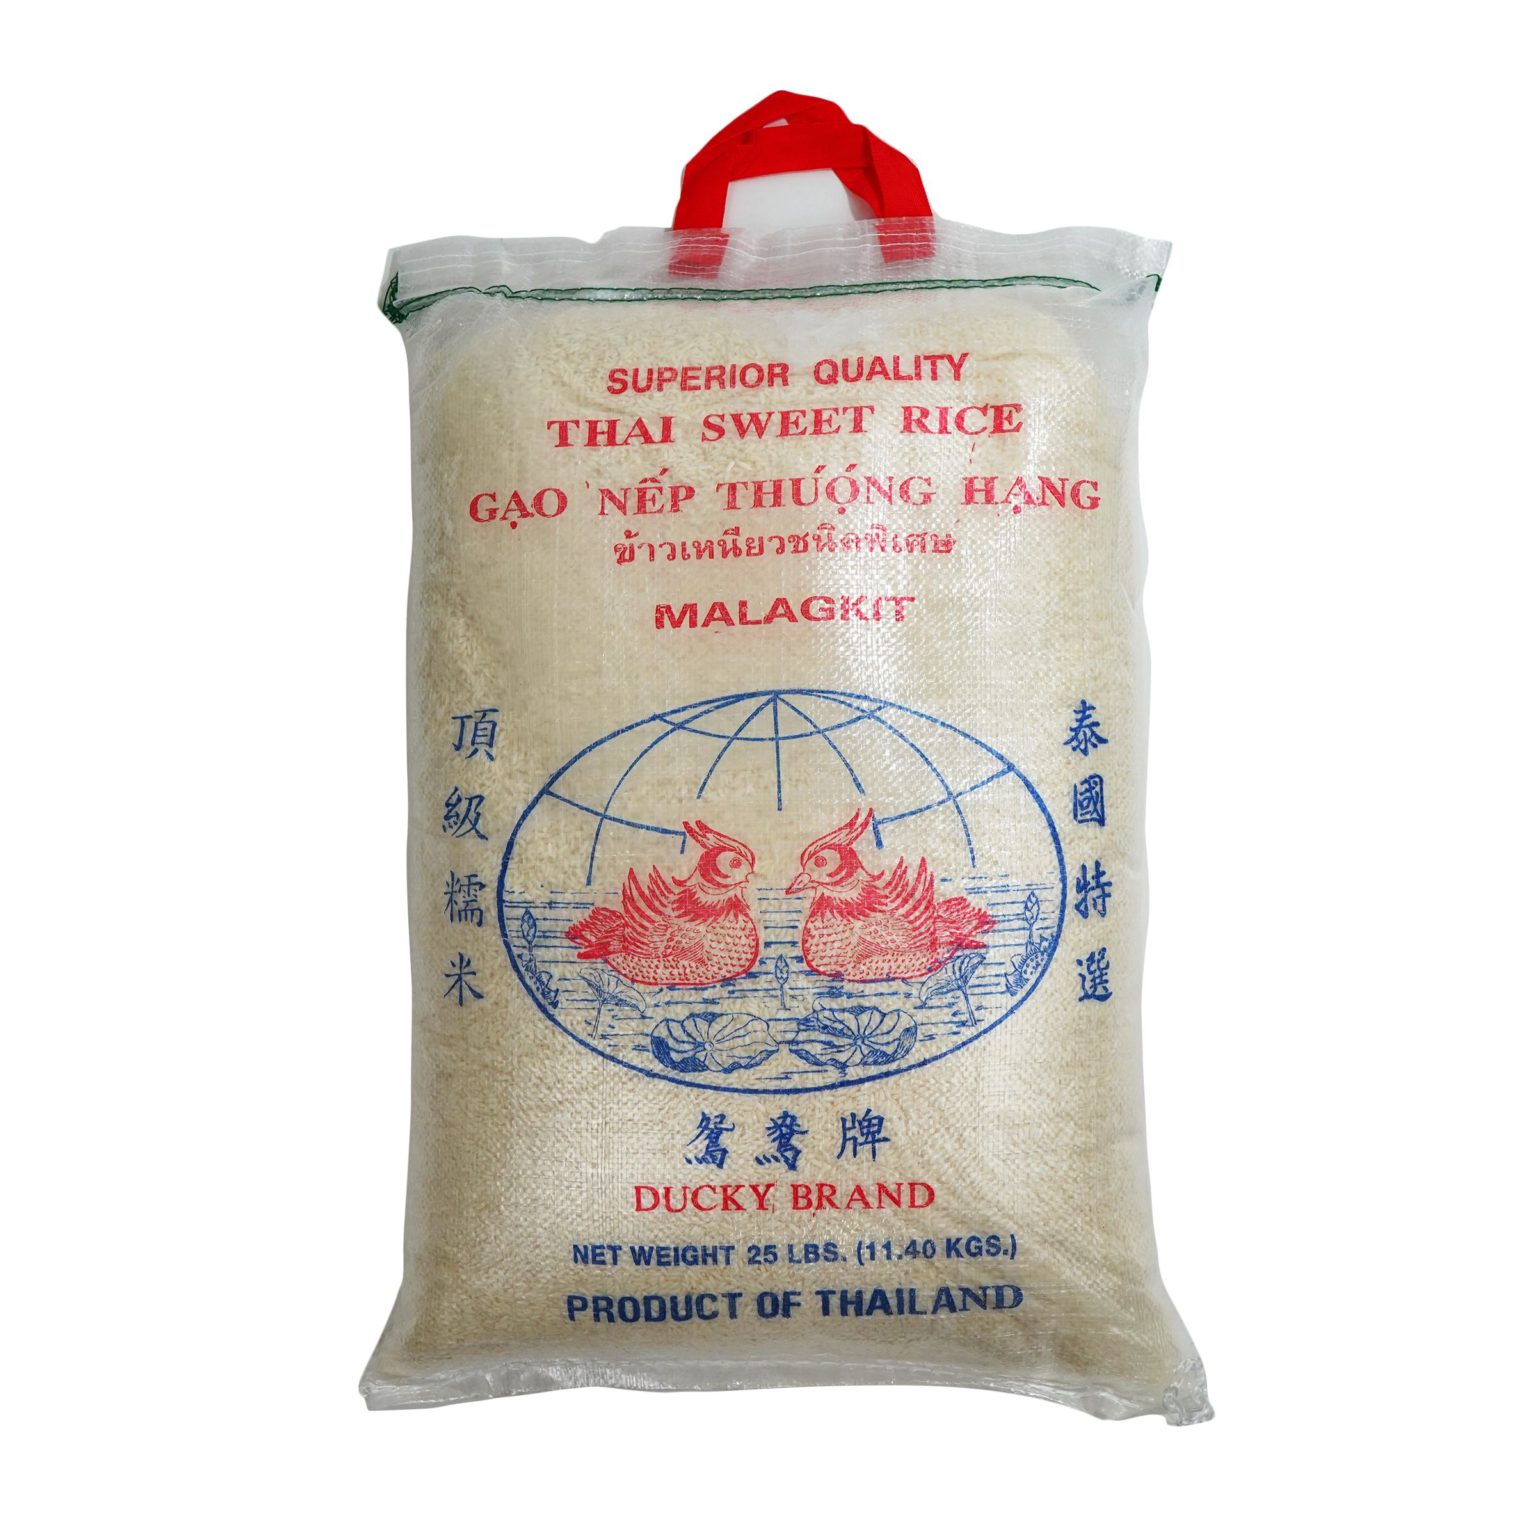 SUPERIOR QUALITY
THAI SWEET RICE
GẠO NẾP THƯỢNG HẠNG
ข้าวเหนียวชนิดพิเศษ
MALAGKIT
泰國特選
頂級糯米
鴛鴦牌
DUCKY BRAND
NET WEIGHT 25 LBS. (11.40 KGS.)
PRODUCT OF THAILAND